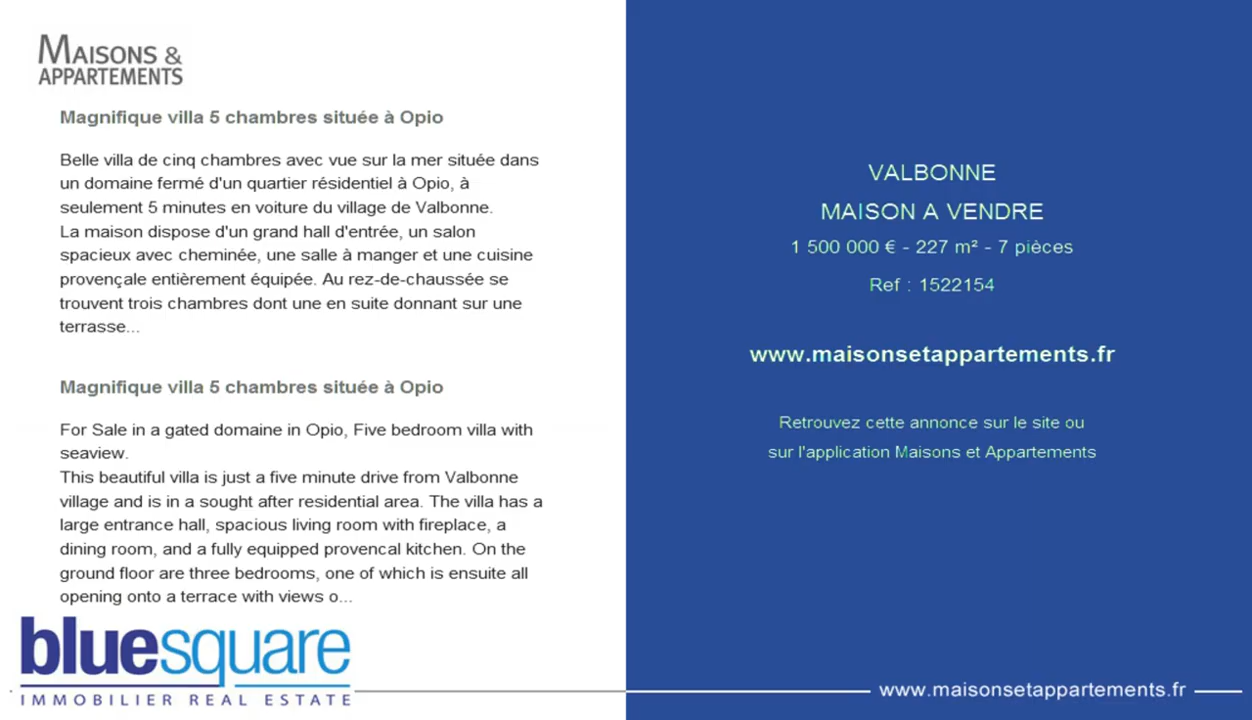 MAISONS &
APPARTEMENTS
Magnifique villa 5 chambres située à Opio
Belle villa de cinq chambres avec vue sur la mer située dans
un domaine fermé d'un quartier résidentiel à Opio, à
seulement 5 minutes en voiture du village de Valbonne.
La maison dispose d'un grand hall d'entrée, un salon
spacieux avec cheminée, une salle à manger et une cuisine
provençale entièrement équipée. Au rez-de-chaussée se
trouvent trois chambres dont une en suite donnant sur une
terrasse...
Magnifique villa 5 chambres située à Opio
For Sale in a gated domaine in Opio, Five bedroom villa with
seaview.
This beautiful villa is just a five minute drive from Valbonne
village and is in a sought after residential area. The villa has a
large entrance hall, spacious living room with fireplace, a
dining room, and a fully equipped provencal kitchen. On the
ground floor are three bedrooms, one of which is ensuite all
opening onto a terrace with views o...
bluesquare
IMMOBILIER REAL ESTATE
VALBONNE
MAISON A VENDRE
1 500 000 € - 227 m² - 7 pièces
Ref : 1522154
www.maisonsetappartements.fr
Retrouvez cette annonce sur le site ou
sur l'application Maisons et Appartements
www.maisonsetappartements.fr